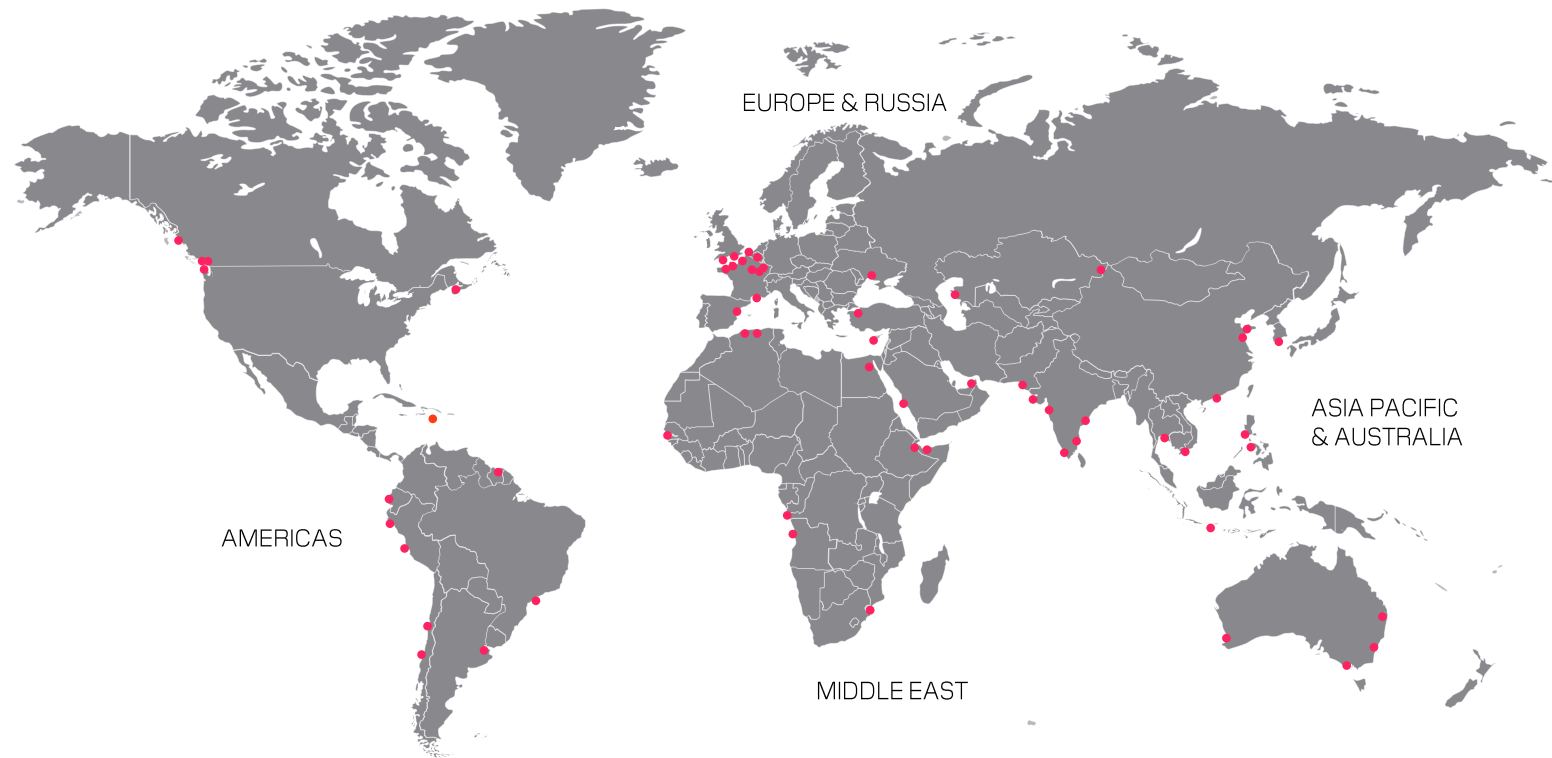 EUROPE & RUSSIA
ASIA PACIFIC
& AUSTRALIA
AMERICAS
MIDDLE EAST